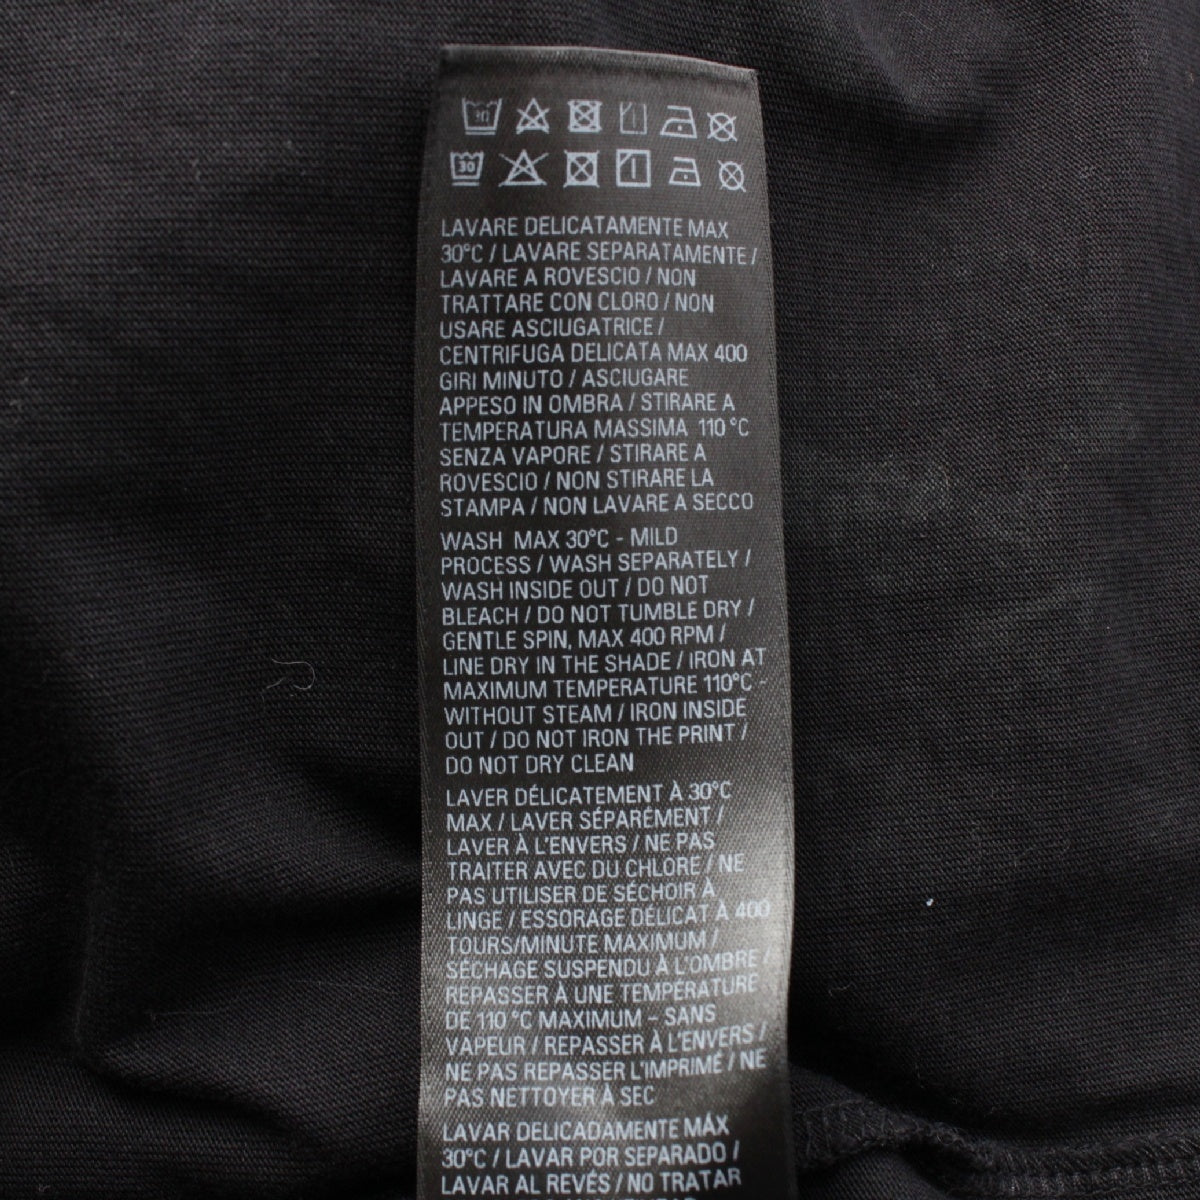 30
30
LAVARE DELICATAMENTE MAX
30°C / LAVARE SEPARATAMENTE /
LAVARE A ROVESCIO / NON
TRATTARE CON CLORO / NON
USARE ASCIUGATRICE /
CENTRIFUGA DELICATA MAX 400
GIRI MINUTO / ASCIUGARE
APPESO IN OMBRA / STIRARE A
TEMPERATURA MASSIMA 110 °C
SENZA VAPORE / STIRARE A
ROVESCIO / NON STIRARE LA
STAMPA / NON LAVARE A SECCO
WASH MAX 30°C - MILD
PROCESS / WASH SEPARATELY /
WASH INSIDE OUT / DO NOT
BLEACH / DO NOT TUMBLE DRY /
GENTLE SPIN, MAX 400 RPM /
LINE DRY IN THE SHADE / IRON AT
MAXIMUM TEMPERATURE 110°C -
WITHOUT STEAM / IRON INSIDE
OUT / DO NOT IRON THE PRINT /
DO NOT DRY CLEAN
LAVER DÉLICATEMENT À 30°C
MAX / LAVER SÉPARÉMENT /
LAVER À L'ENVERS / NE PAS
TRAITER AVEC DU CHLORE / NE
PAS UTILISER DE SÉCHOIR À
LINGE / ESSORAGE DÉLICAT À 400
TOURS/MINUTE MAXIMUM /
SÉCHAGE SUSPENDU À L'OMBRE /
REPASSER À UNE TEMPÉRATURE
DE 110 °C MAXIMUM – SANS
VAPEUR / REPASSER À L'ENVERS /
NE PAS REPASSER L'IMPRIMÉ / NE
PAS NETTOYER À SEC
LAVAR DELICADAMENTE MÁX
30°C / LAVAR POR SEPARADO /
LAVAR AL REVÉS / NO TRATAR